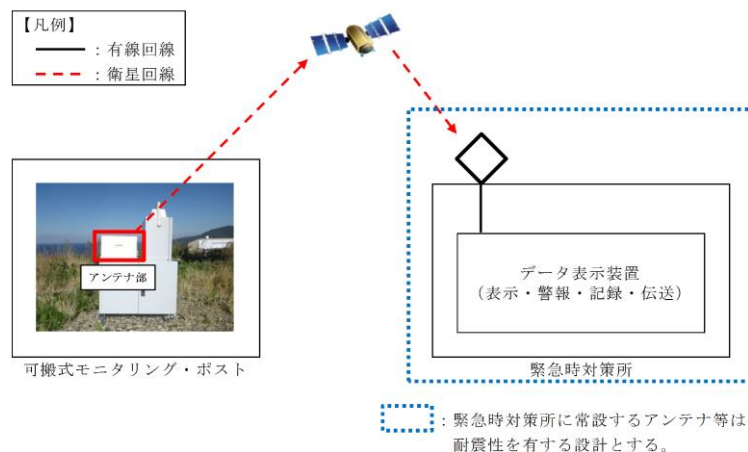 【凡例】
：有線回線
：衛星回線
アンテナ部
可搬式モニタリング・ポスト
データ表示装置
（表示・警報・記録・伝送）
緊急時対策所
：緊急時対策所に常設するアンテナ等は
耐震性を有する設計とする。